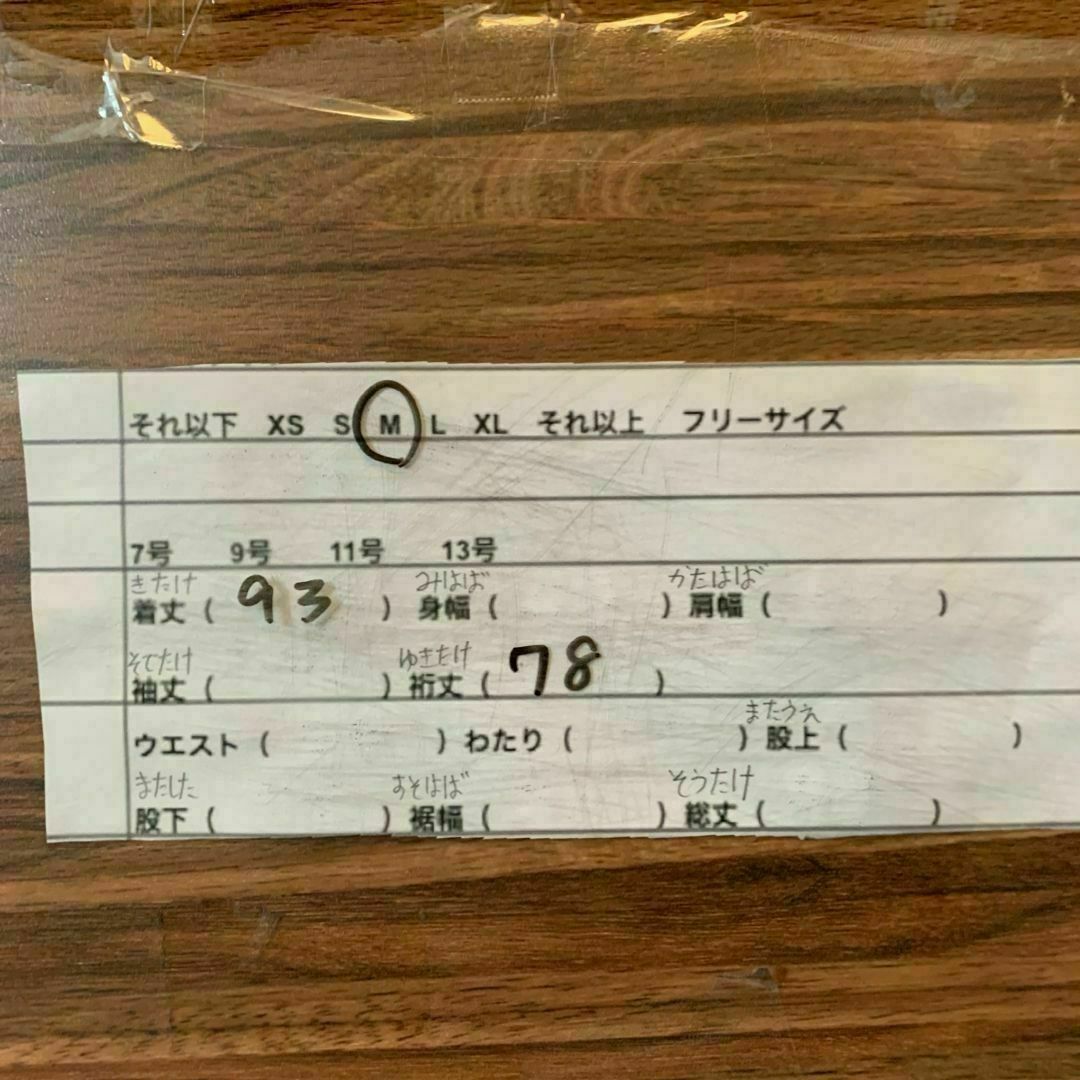 それ以下 XS S M L XL それ以上 フリーサイズ
7号 9号 11号 13号
きたけ みはば かたはば
着丈 ( 93 ) 身幅 ( ) 肩幅 ( )
そでたけ ゆきたけ
袖丈 ( ) 裄丈 ( 78 )
またうえ
ウエスト ( ) わたり ( ) 股上 ( )
またした すそはば そうたけ
股下 ( ) 裾幅 ( ) 総丈 ( )